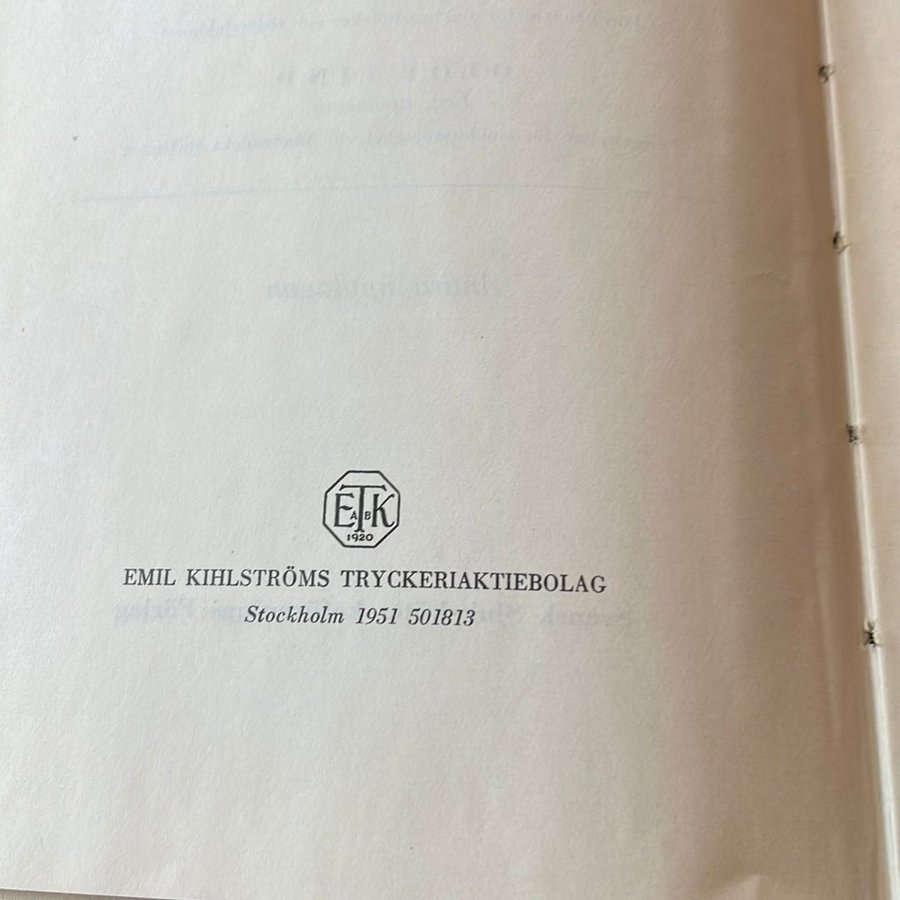 ETK
AB
1920
EMIL KIHLSTRÖMS TRYCKERIAKTIEBOLAG
Stockholm 1951 501813